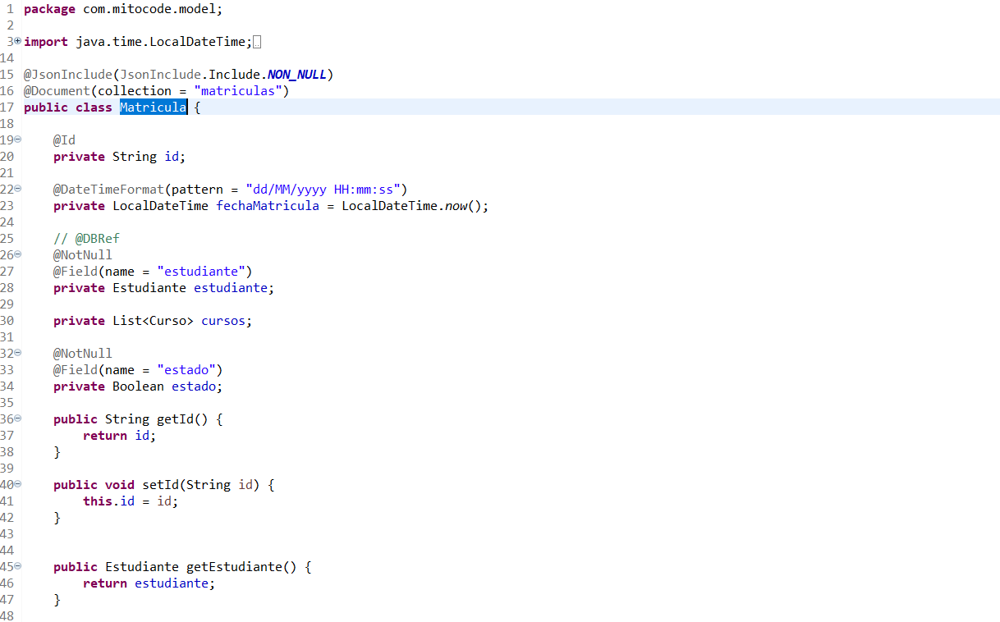 1 package com.mitocode.model;
2
3 import java.time.LocalDateTime;
14
15 @JsonInclude(JsonInclude.Include.NON_NULL)
16 @Document(collection = "matriculas")
17 public class Matricula {
18
19     @Id
20     private String id;
21
22     @DateTimeFormat(pattern = "dd/MM/yyyy HH:mm:ss")
23     private LocalDateTime fechaMatricula = LocalDateTime.now();
24
25     // @DBRef
26     @NotNull
27     @Field(name = "estudiante")
28     private Estudiante estudiante;
29
30     private List<Curso> cursos;
31
32     @NotNull
33     @Field(name = "estado")
34     private Boolean estado;
35
36     public String getId() {
37         return id;
38     }
39
40     public void setId(String id) {
41         this.id = id;
42     }
43
44
45     public Estudiante getEstudiante() {
46         return estudiante;
47     }
48